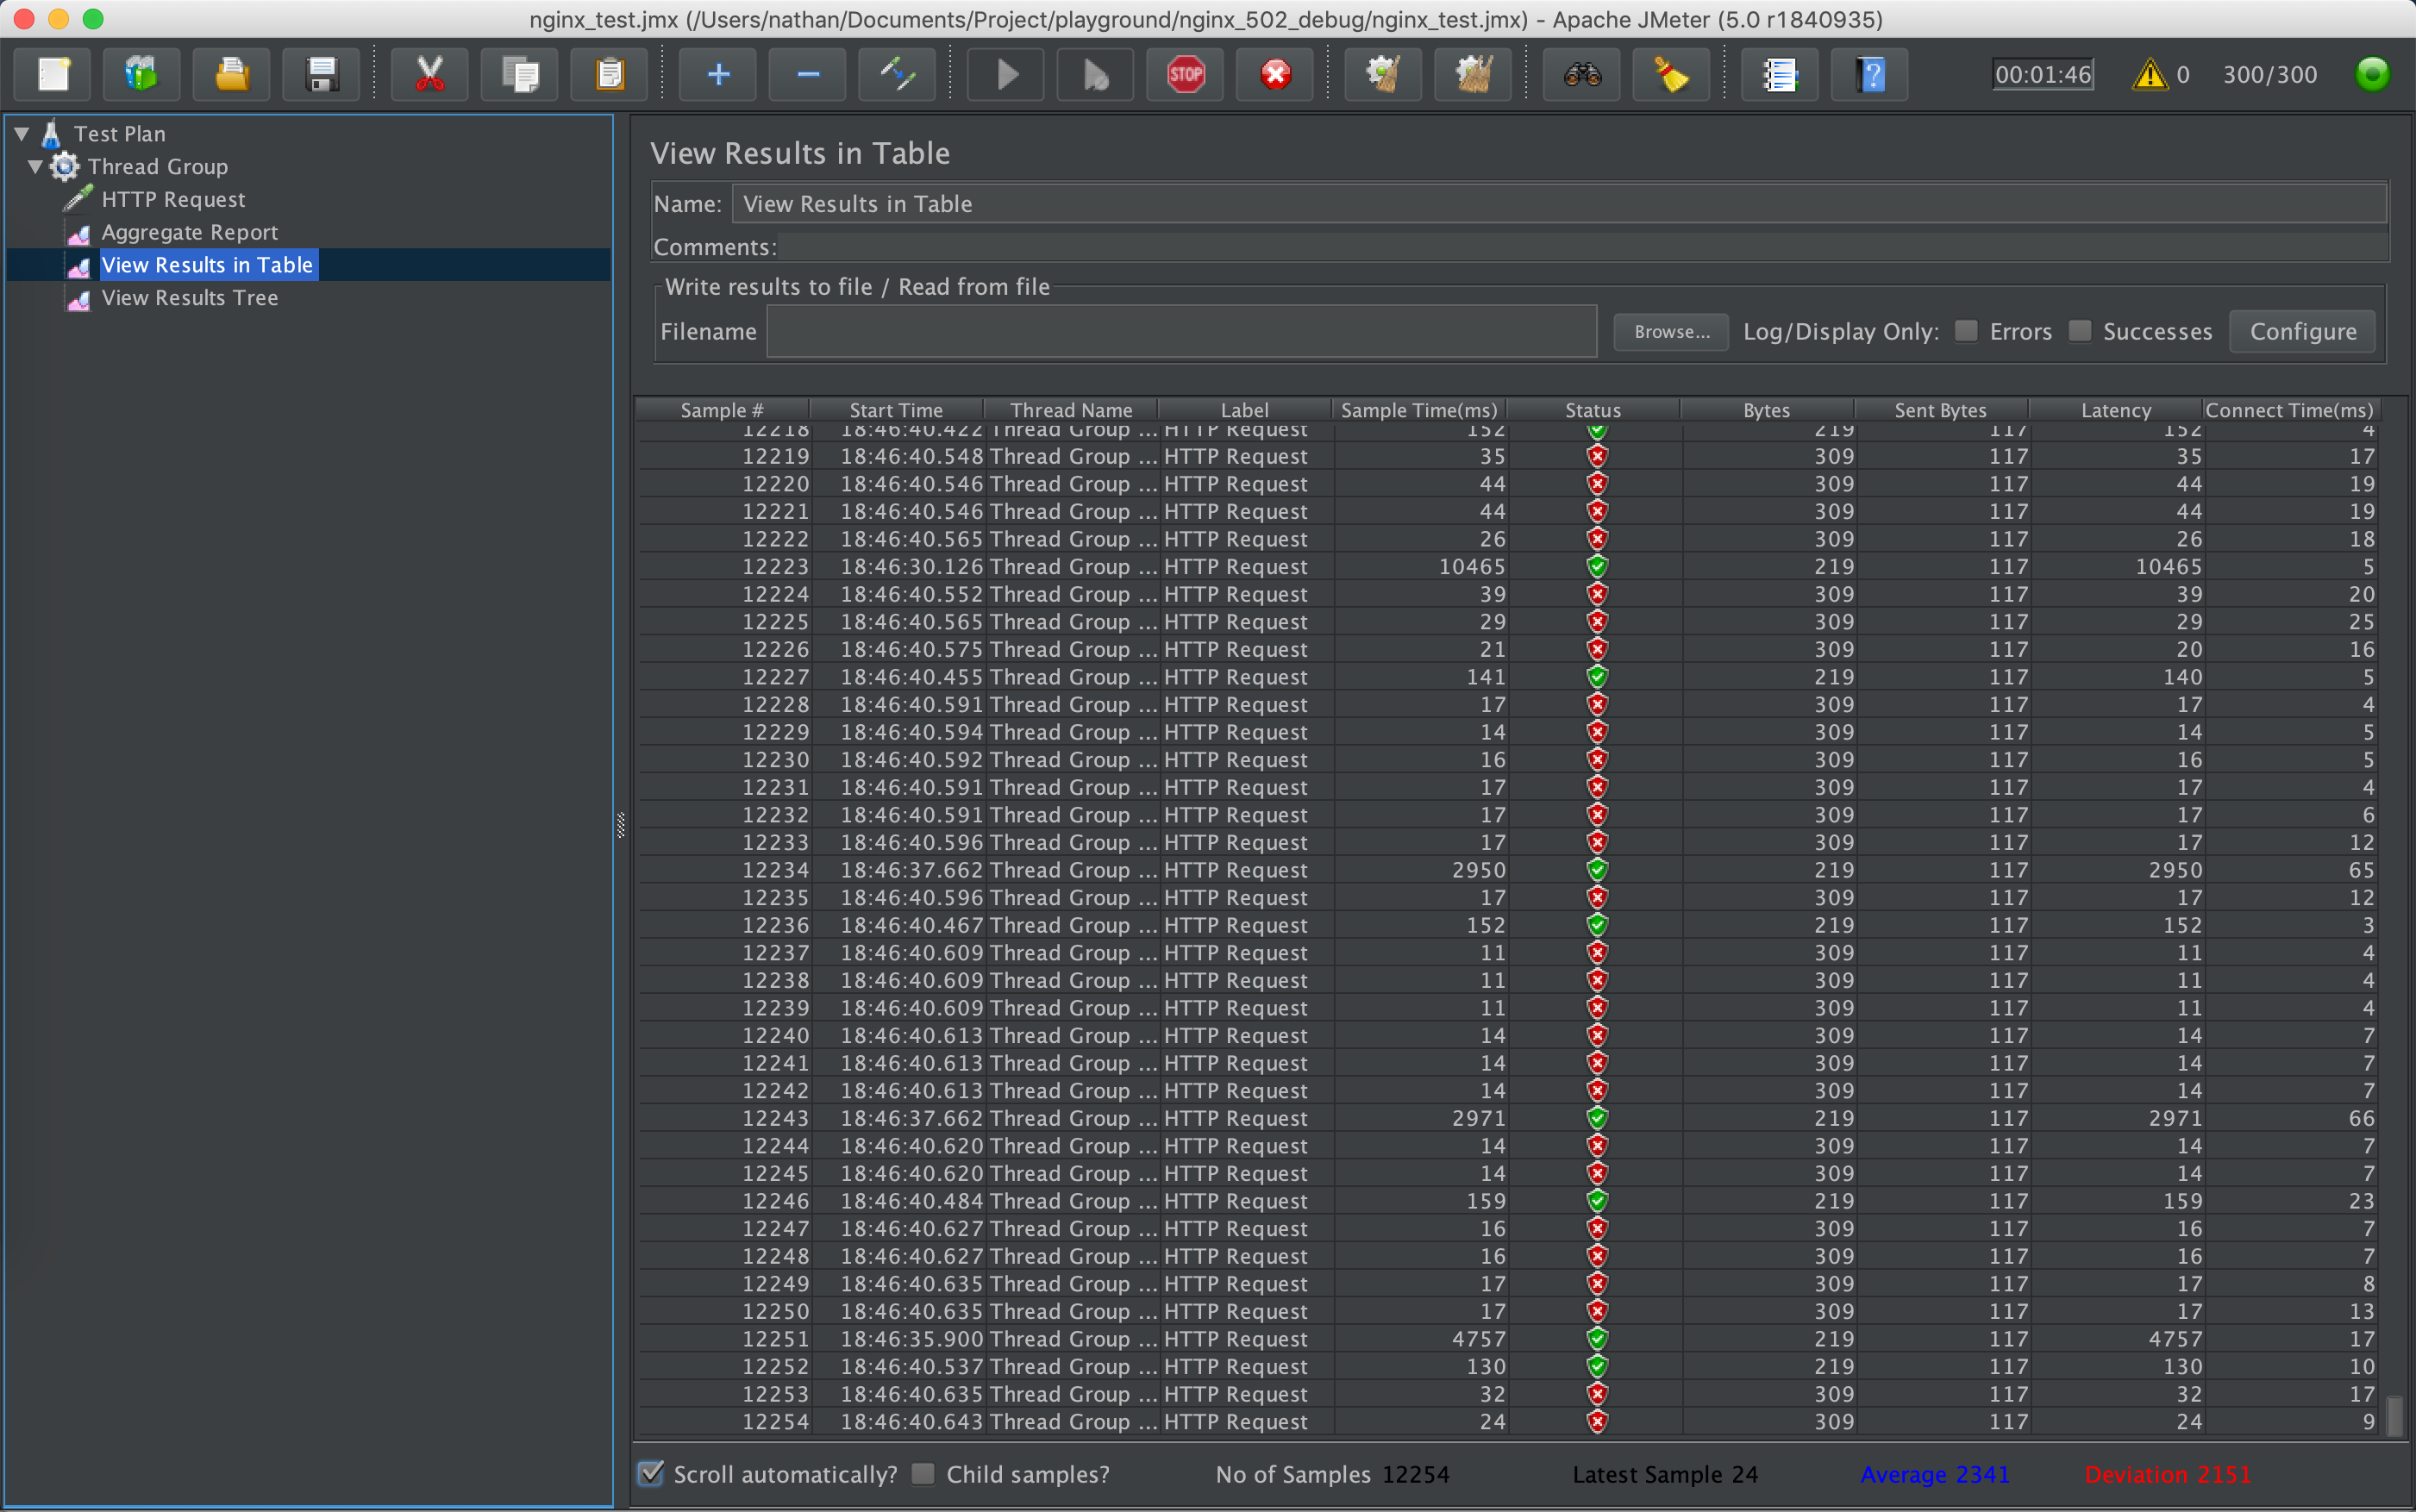 nginx_test.jmx (/Users/nathan/Documents/Project/playground/nginx_502_debug/nginx_test.jmx) - Apache JMeter (5.0 r1840935)
STOP 00:01:46 0 300/300
Test Plan
Thread Group
HTTP Request
Aggregate Report
View Results in Table
View Results Tree
View Results in Table
Name: View Results in Table
Comments:
Write results to file / Read from file
Filename Browse... Log/Display Only: Errors Successes Configure
Sample # Start Time Thread Name Label Sample Time(ms) Status Bytes Sent Bytes Latency Connect Time(ms)
12218 18:46:40.422 Thread Group ... HTTP Request 152 219 117 152 4
12219 18:46:40.548 Thread Group ... HTTP Request 35 309 117 35 17
12220 18:46:40.546 Thread Group ... HTTP Request 44 309 117 44 19
12221 18:46:40.546 Thread Group ... HTTP Request 44 309 117 44 19
12222 18:46:40.565 Thread Group ... HTTP Request 26 309 117 26 18
12223 18:46:30.126 Thread Group ... HTTP Request 10465 219 117 10465 5
12224 18:46:40.552 Thread Group ... HTTP Request 39 309 117 39 20
12225 18:46:40.565 Thread Group ... HTTP Request 29 309 117 29 25
12226 18:46:40.575 Thread Group ... HTTP Request 21 309 117 20 16
12227 18:46:40.455 Thread Group ... HTTP Request 141 219 117 140 5
12228 18:46:40.591 Thread Group ... HTTP Request 17 309 117 17 4
12229 18:46:40.594 Thread Group ... HTTP Request 14 309 117 14 5
12230 18:46:40.592 Thread Group ... HTTP Request 16 309 117 16 5
12231 18:46:40.591 Thread Group ... HTTP Request 17 309 117 17 4
12232 18:46:40.591 Thread Group ... HTTP Request 17 309 117 17 6
12233 18:46:40.596 Thread Group ... HTTP Request 17 309 117 17 12
12234 18:46:37.662 Thread Group ... HTTP Request 2950 219 117 2950 65
12235 18:46:40.596 Thread Group ... HTTP Request 17 309 117 17 12
12236 18:46:40.467 Thread Group ... HTTP Request 152 219 117 152 3
12237 18:46:40.609 Thread Group ... HTTP Request 11 309 117 11 4
12238 18:46:40.609 Thread Group ... HTTP Request 11 309 117 11 4
12239 18:46:40.609 Thread Group ... HTTP Request 11 309 117 11 4
12240 18:46:40.613 Thread Group ... HTTP Request 14 309 117 14 7
12241 18:46:40.613 Thread Group ... HTTP Request 14 309 117 14 7
12242 18:46:40.613 Thread Group ... HTTP Request 14 309 117 14 7
12243 18:46:37.662 Thread Group ... HTTP Request 2971 219 117 2971 66
12244 18:46:40.620 Thread Group ... HTTP Request 14 309 117 14 7
12245 18:46:40.620 Thread Group ... HTTP Request 14 309 117 14 7
12246 18:46:40.484 Thread Group ... HTTP Request 159 219 117 159 23
12247 18:46:40.627 Thread Group ... HTTP Request 16 309 117 16 7
12248 18:46:40.627 Thread Group ... HTTP Request 16 309 117 16 7
12249 18:46:40.635 Thread Group ... HTTP Request 17 309 117 17 8
12250 18:46:40.635 Thread Group ... HTTP Request 17 309 117 17 13
12251 18:46:35.900 Thread Group ... HTTP Request 4757 219 117 4757 17
12252 18:46:40.537 Thread Group ... HTTP Request 130 219 117 130 10
12253 18:46:40.635 Thread Group ... HTTP Request 32 309 117 32 17
12254 18:46:40.643 Thread Group ... HTTP Request 24 309 117 24 9
Scroll automatically? Child samples? No of Samples 12254 Latest Sample 24 Average 2341 Deviation 2151